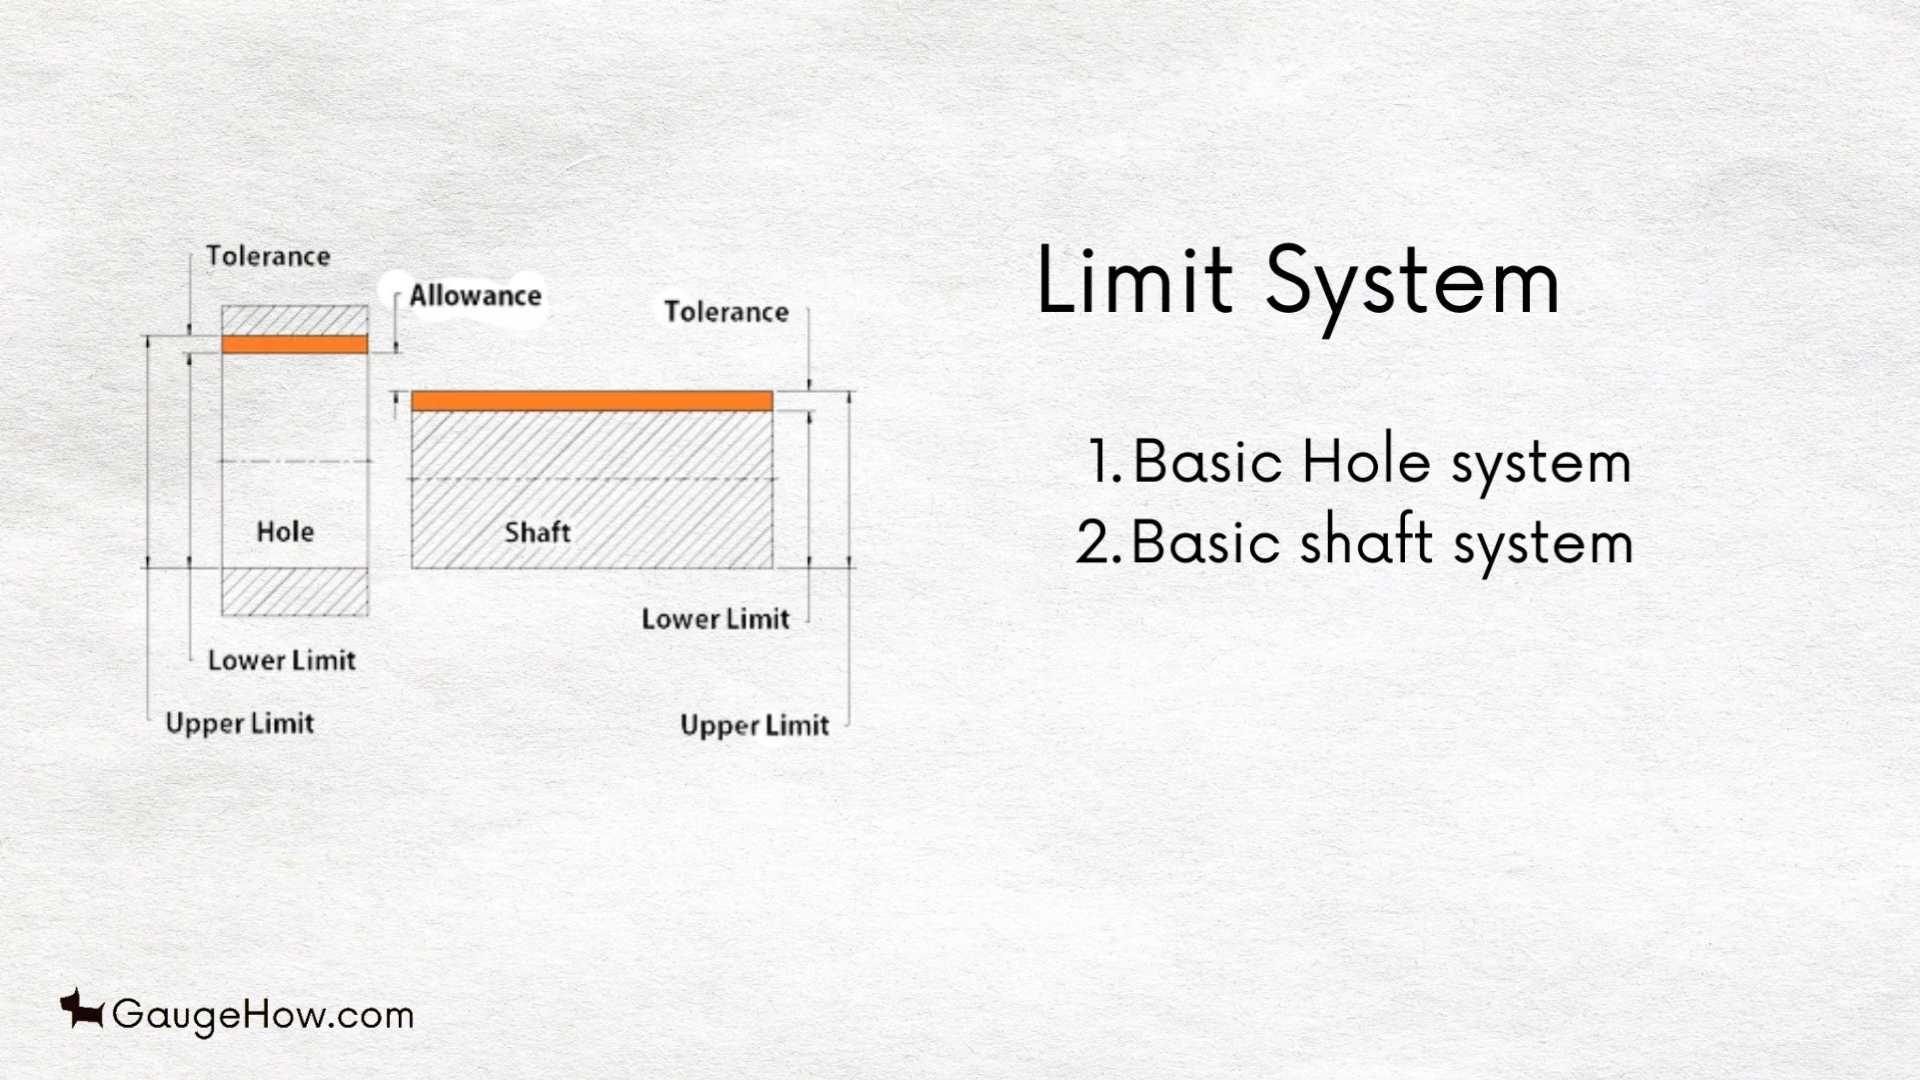 Tolerance
Allowance
Tolerance
Hole
Shaft
Lower Limit
Lower Limit
Upper Limit
Upper Limit
Limit System
1. Basic Hole system
2. Basic shaft system
GaugeHow.com